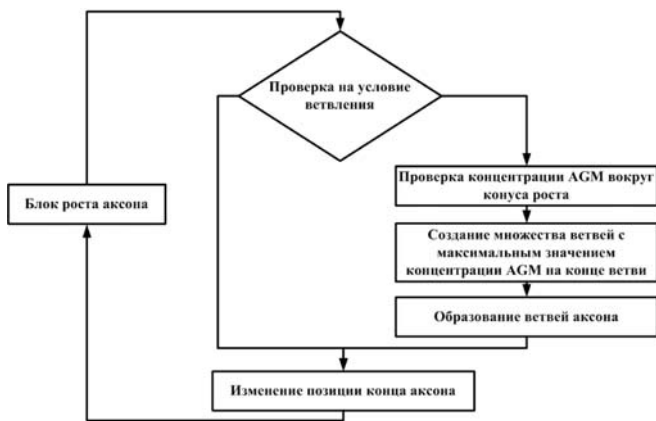 Проверка на условие
ветвления
Проверка концентрации AGM вокруг
конуса роста
Блок роста аксона
Создание множества ветвей с
максимальным значением
концентрации AGM на конце ветви
Образование ветвей аксона
Изменение позиции конца аксона